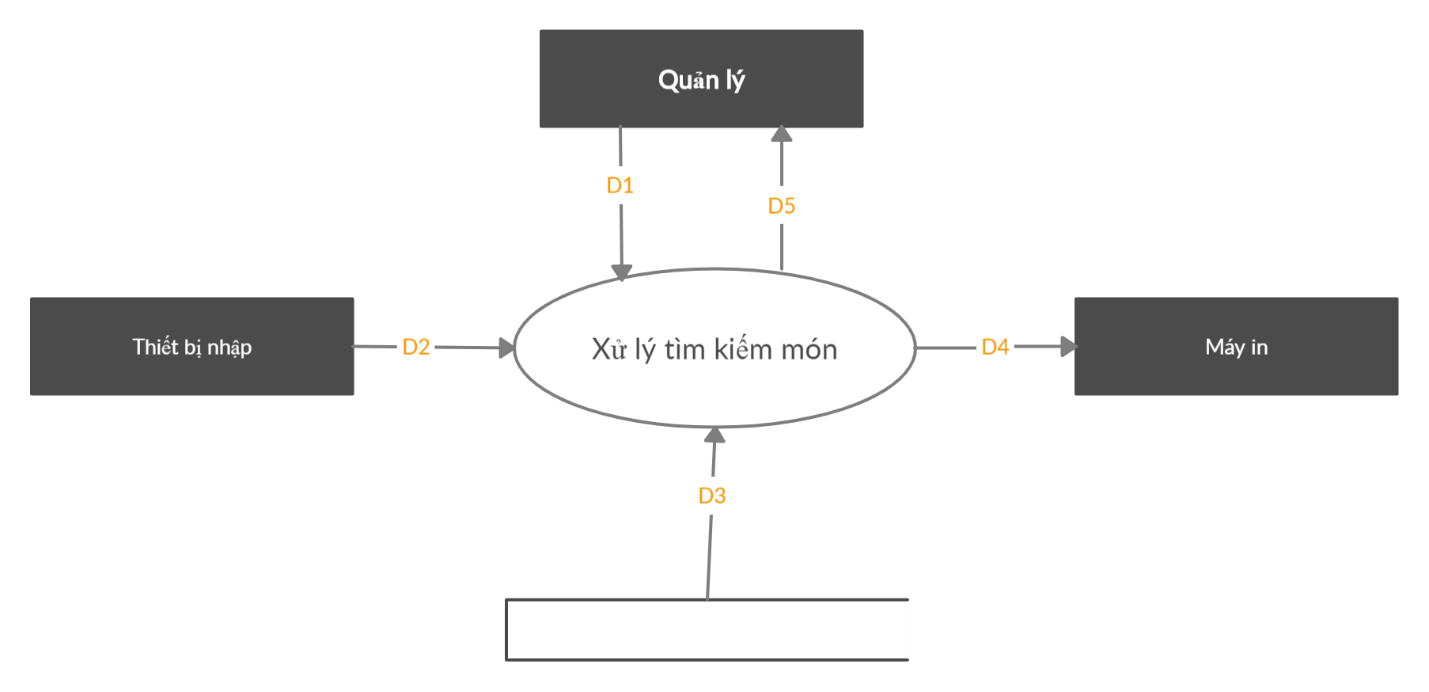 Quản lý
D1
D5
Thiết bị nhập
D2
Xử lý tìm kiếm món
D4
Máy in
D3